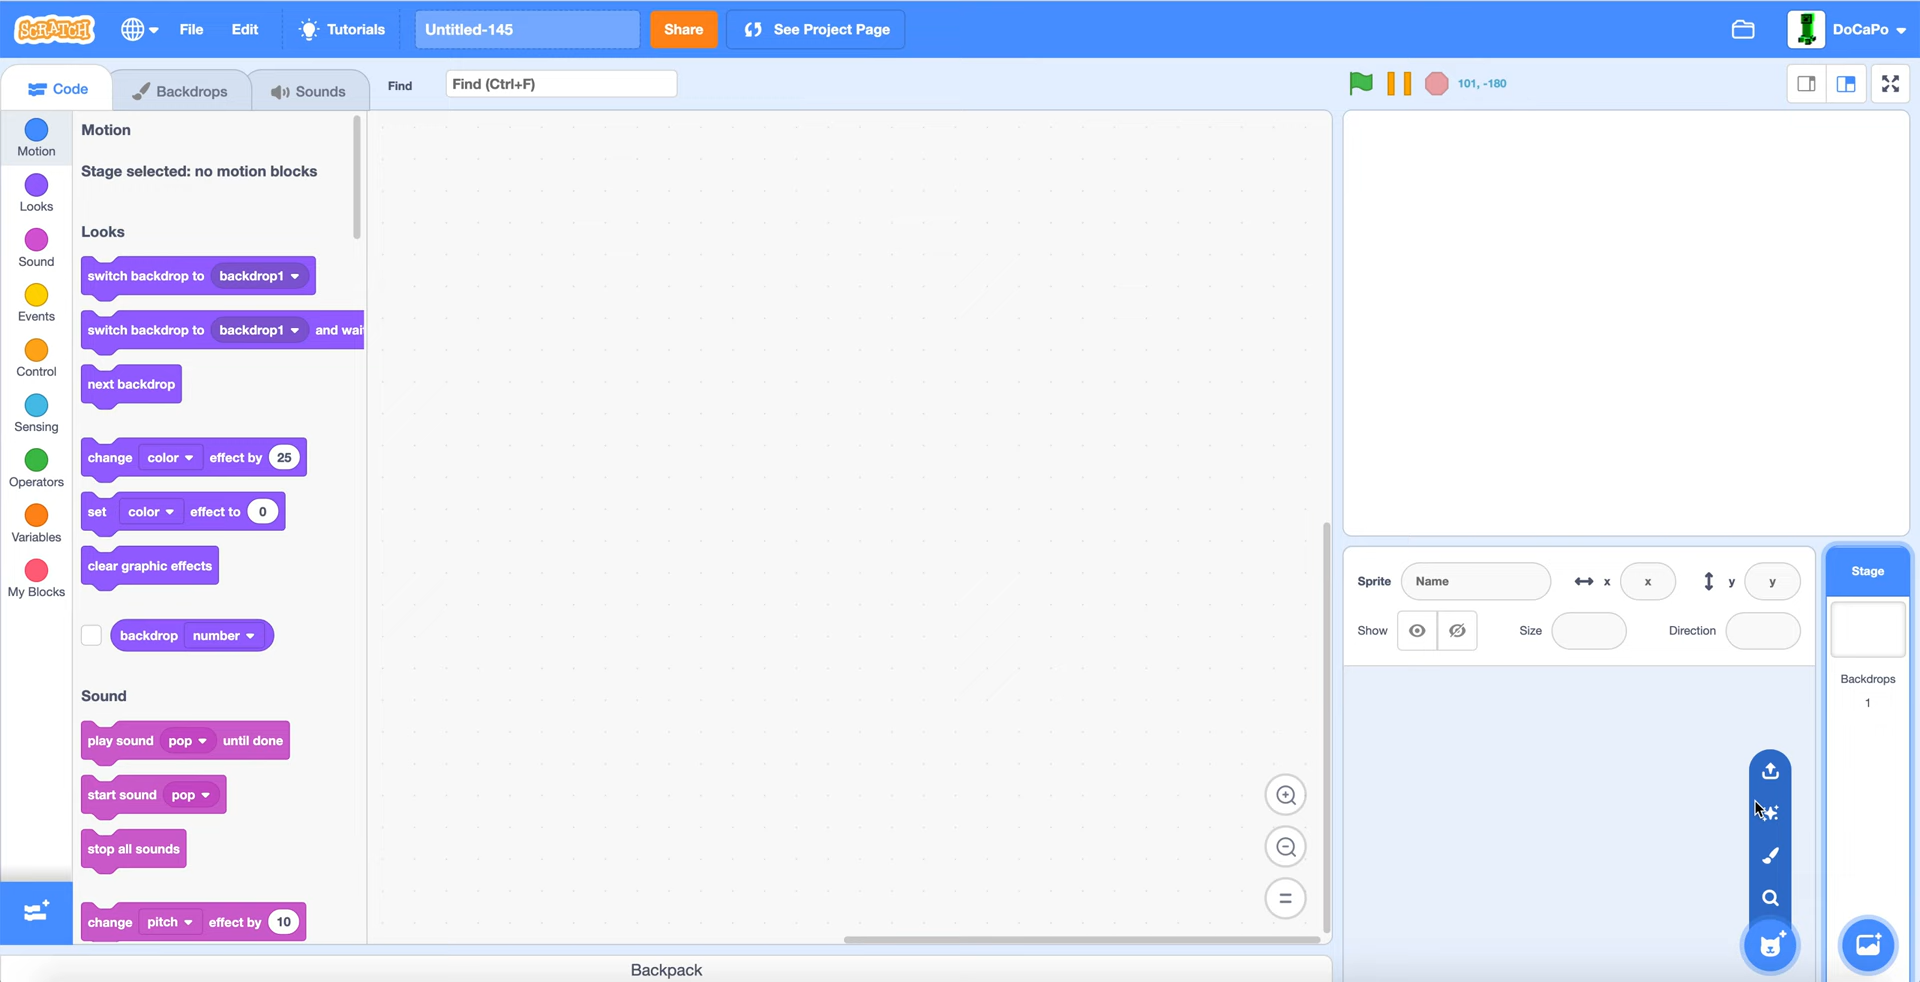 SCRATCH
File
Edit
Tutorials
Untitled-145
Share
See Project Page
DoCaPo
Code
Backdrops
Sounds
Find
Find (Ctrl+F)
101, -180
Motion
Looks
Sound
Events
Control
Sensing
Operators
Variables
My Blocks
Motion
Stage selected: no motion blocks
Looks
switch backdrop to backdrop1
switch backdrop to backdrop1 and wai
next backdrop
change color effect by 25
set color effect to 0
clear graphic effects
backdrop number
Sound
play sound pop until done
start sound pop
stop all sounds
change pitch effect by 10
Sprite Name x x y y
Show Size Direction
Stage
Backdrops
1
Backpack